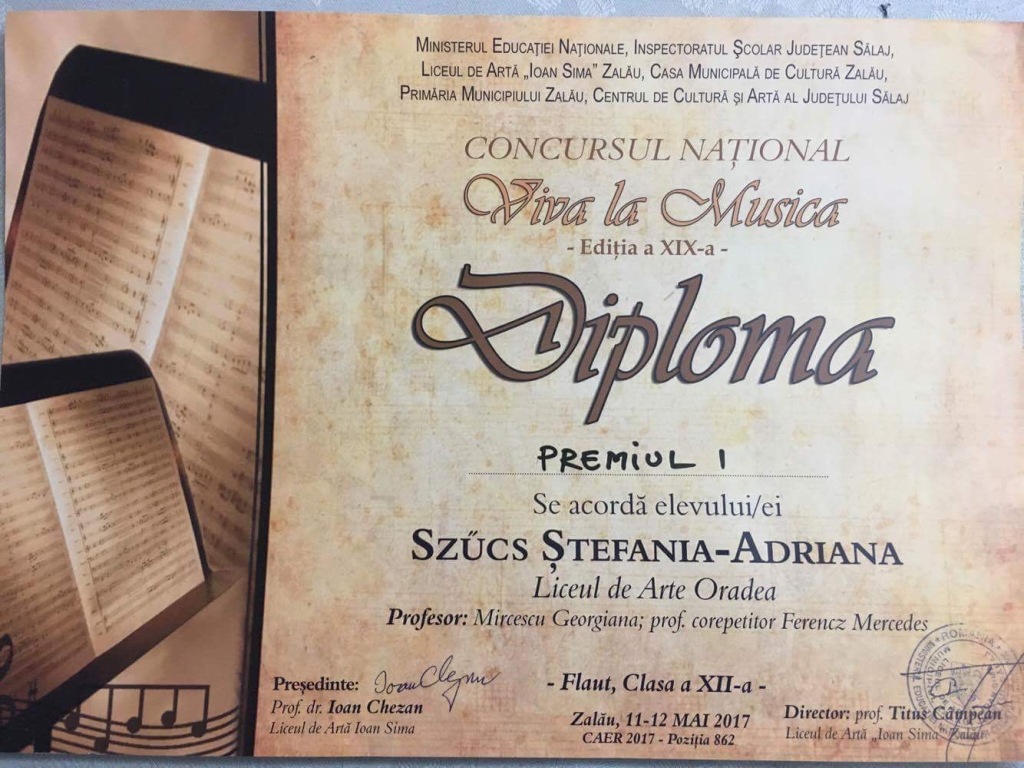 Ministerul Educației Naționale, Inspectoratul Școlar Județean Sălaj,
Liceul de Artă „Ioan Sima” Zalău, Casa Municipală de Cultură Zalău,
Primăria Municipiului Zalău, Centrul de Cultură și Artă al Județului Sălaj
CONCURSUL NAȚIONAL
Viva la Musica
- Ediția a XIX-a -
Diploma
PREMIUL I
Se acordă elevului/ei
Szűcs Ștefania-Adriana
Liceul de Arte Oradea
Profesor: Mircescu Georgiana; prof. corepetitor Ferencz Mercedes
Președinte:
Prof. dr. Ioan Chezan
Liceul de Artă Ioan Sima
- Flaut, Clasa a XII-a -
Zalău, 11-12 MAI 2017
CAER 2017 - Poziția 862
Director: prof. Titus Câmpean
Liceul de Artă „Ioan Sima” Zalău
ROMÂNIA